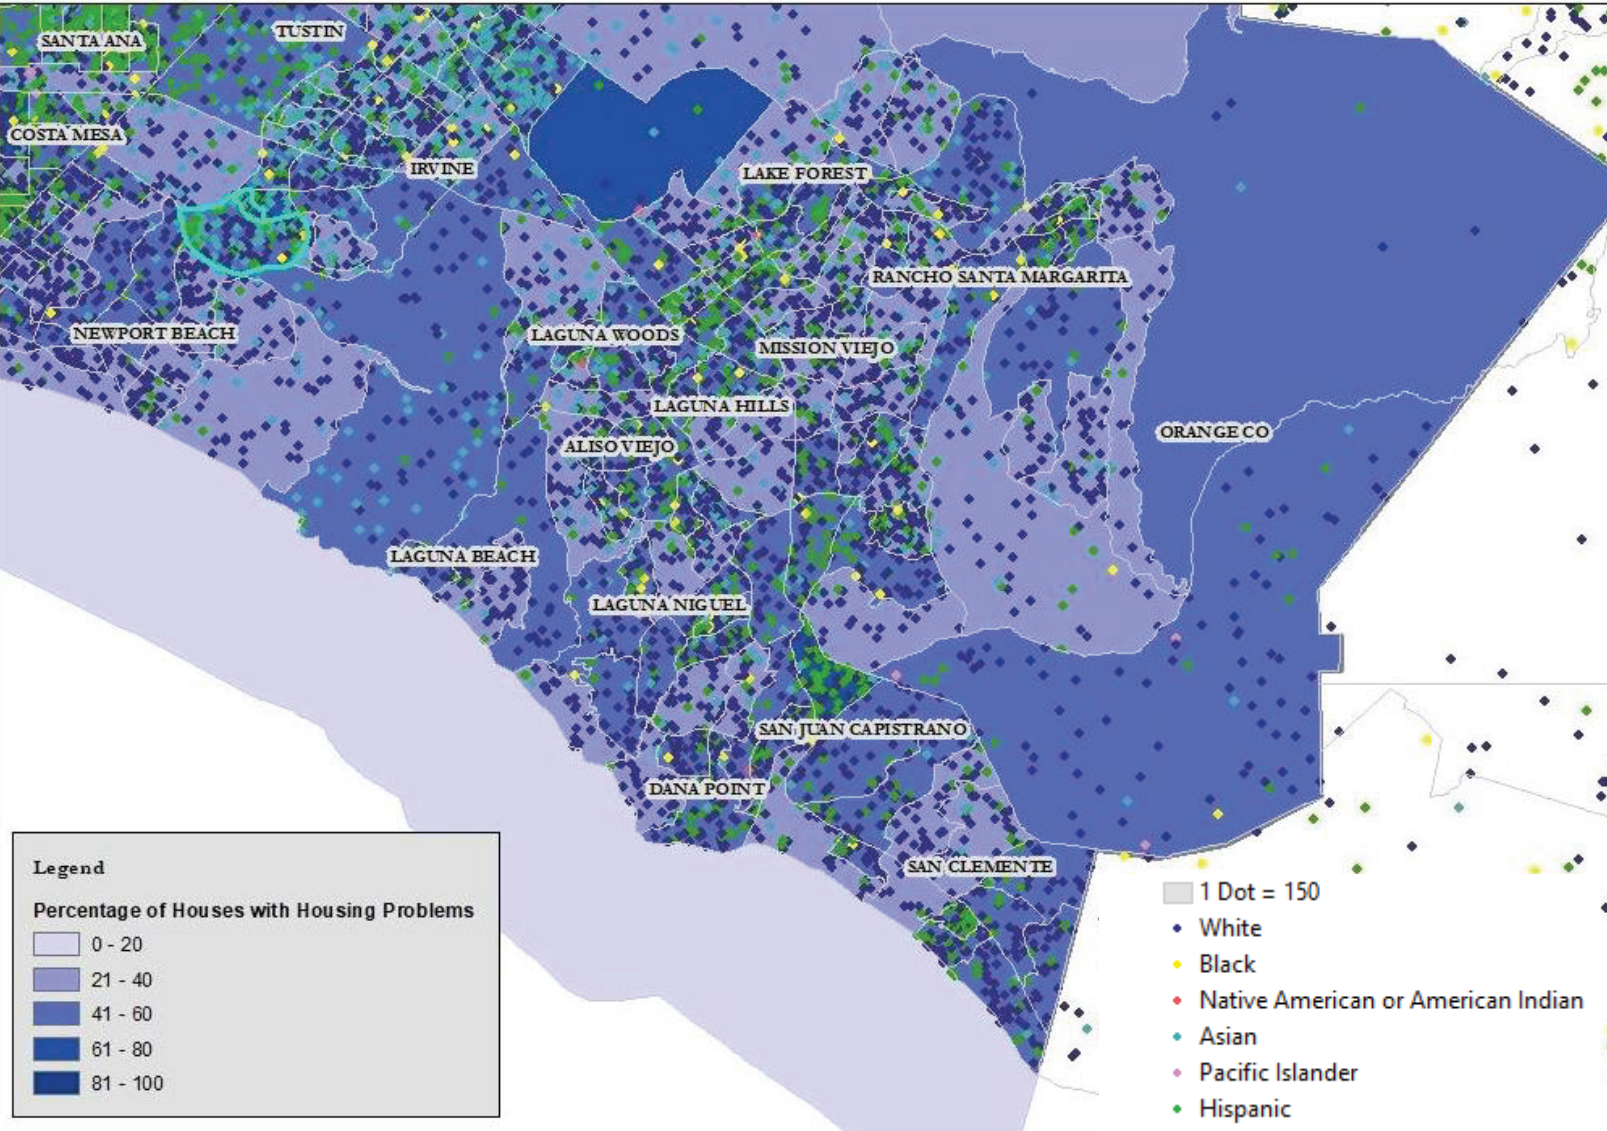 SANTA ANA
TUSTIN
COSTA MESA
IRVINE
LAKE FOREST
RANCHO SANTA MARGARITA
NEWPORT BEACH
LAGUNA WOODS
MISSION VIEJO
LAGUNA HILLS
ORANGE CO
ALISO VIEJO
LAGUNA BEACH
LAGUNA NIGUEL
SAN JUAN CAPISTRANO
DANA POINT
SAN CLEMENTE
Legend
Percentage of Houses with Housing Problems
0 - 20
21 - 40
41 - 60
61 - 80
81 - 100
1 Dot = 150
White
Black
Native American or American Indian
Asian
Pacific Islander
Hispanic